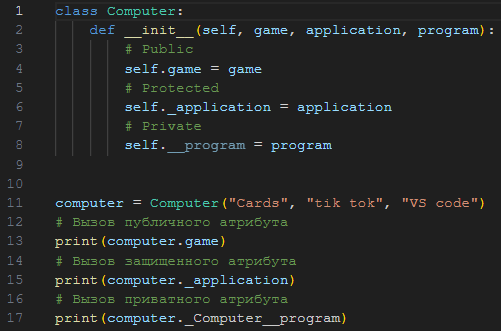 1 class Computer:
2 def __init__(self, game, application, program):
3 # Public
4 self.game = game
5 # Protected
6 self._application = application
7 # Private
8 self.__program = program
9
10
11 computer = Computer("Cards", "tik tok", "VS code")
12 # Вызов публичного атрибута
13 print(computer.game)
14 # Вызов защищенного атрибута
15 print(computer._application)
16 # Вызов приватного атрибута
17 print(computer._Computer__program)